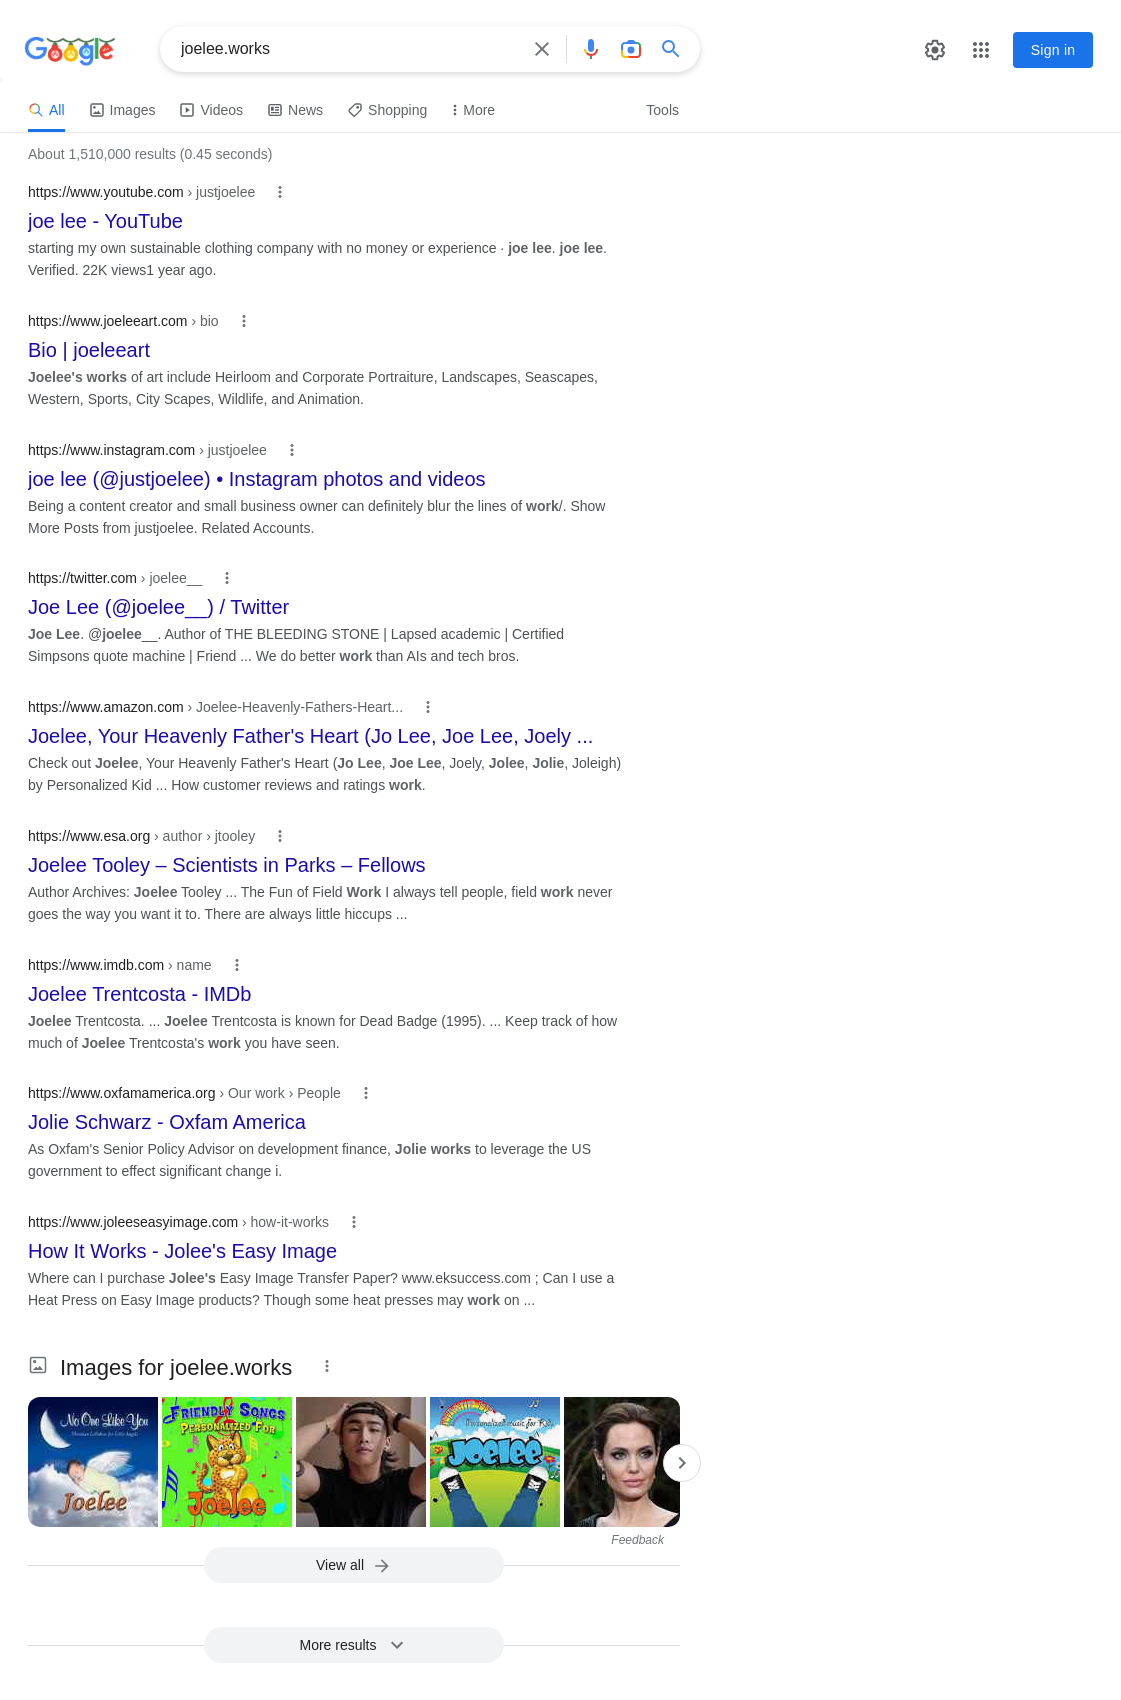 Google
joelee.works
Sign in
All
Images
Videos
News
Shopping
More
Tools
About 1,510,000 results (0.45 seconds)
https://www.youtube.com › justjoelee
joe lee - YouTube
starting my own sustainable clothing company with no money or experience · joe lee. joe lee.
Verified. 22K views1 year ago.
https://www.joeleeart.com › bio
Bio | joeleeart
Joelee's works of art include Heirloom and Corporate Portraiture, Landscapes, Seascapes,
Western, Sports, City Scapes, Wildlife, and Animation.
https://www.instagram.com › justjoelee
joe lee (@justjoelee) • Instagram photos and videos
Being a content creator and small business owner can definitely blur the lines of work/. Show
More Posts from justjoelee. Related Accounts.
https://twitter.com › joelee__
Joe Lee (@joelee__) / Twitter
Joe Lee. @joelee__. Author of THE BLEEDING STONE | Lapsed academic | Certified
Simpsons quote machine | Friend ... We do better work than AIs and tech bros.
https://www.amazon.com › Joelee-Heavenly-Fathers-Heart...
Joelee, Your Heavenly Father's Heart (Jo Lee, Joe Lee, Joely ...
Check out Joelee, Your Heavenly Father's Heart (Jo Lee, Joe Lee, Joely, Jolee, Jolie, Joleigh)
by Personalized Kid ... How customer reviews and ratings work.
https://www.esa.org › author › jtooley
Joelee Tooley – Scientists in Parks – Fellows
Author Archives: Joelee Tooley ... The Fun of Field Work I always tell people, field work never
goes the way you want it to. There are always little hiccups ...
https://www.imdb.com › name
Joelee Trentcosta - IMDb
Joelee Trentcosta. ... Joelee Trentcosta is known for Dead Badge (1995). ... Keep track of how
much of Joelee Trentcosta's work you have seen.
https://www.oxfamamerica.org › Our work › People
Jolie Schwarz - Oxfam America
As Oxfam's Senior Policy Advisor on development finance, Jolie works to leverage the US
government to effect significant change i.
https://www.joleeseasyimage.com › how-it-works
How It Works - Jolee's Easy Image
Where can I purchase Jolee's Easy Image Transfer Paper? www.eksuccess.com ; Can I use a
Heat Press on Easy Image products? Though some heat presses may work on ...
Images for joelee.works
No One Like You
Joelee
FRIENDLY SONGS
PERSONALIZED FOR
Joelee
Personalized music for Kids
joelee
Feedback
View all
More results